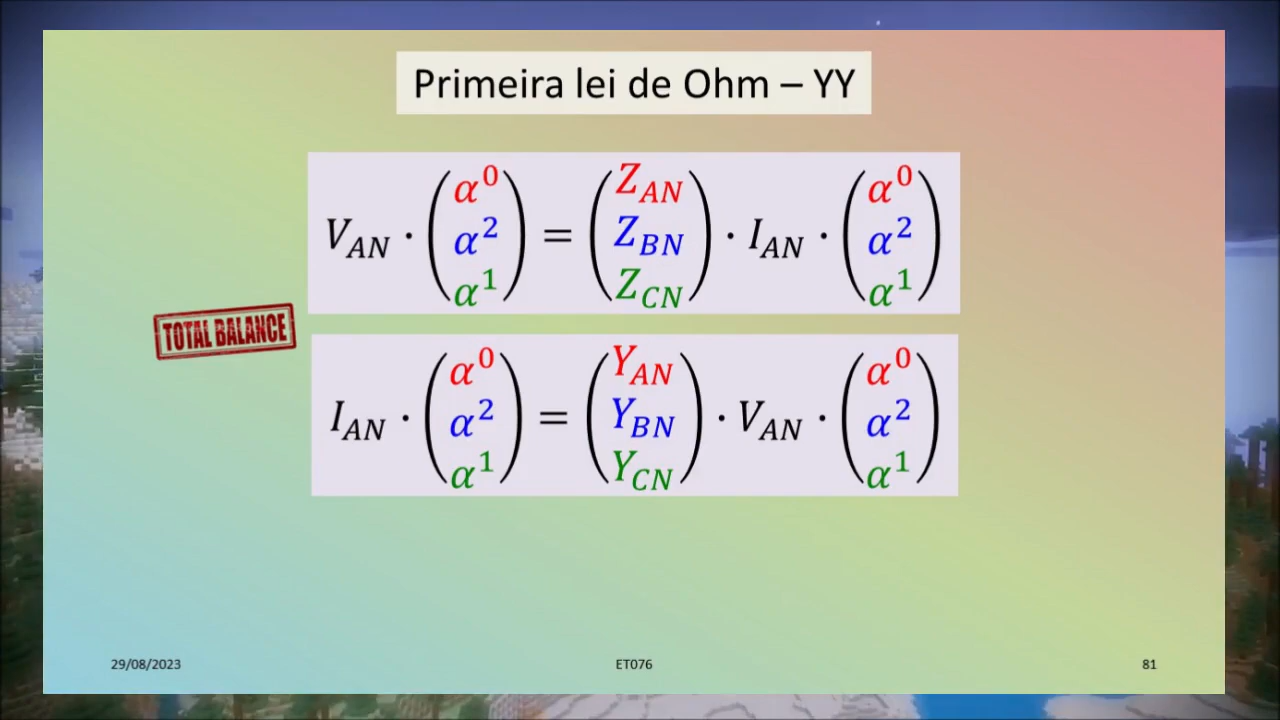 Primeira lei de Ohm – YY
V_AN · (α^0 α^2 α^1) = (Z_AN Z_BN Z_CN) · I_AN · (α^0 α^2 α^1)
TOTAL BALANCE
I_AN · (α^0 α^2 α^1) = (Y_AN Y_BN Y_CN) · V_AN · (α^0 α^2 α^1)
29/08/2023 ET076 81